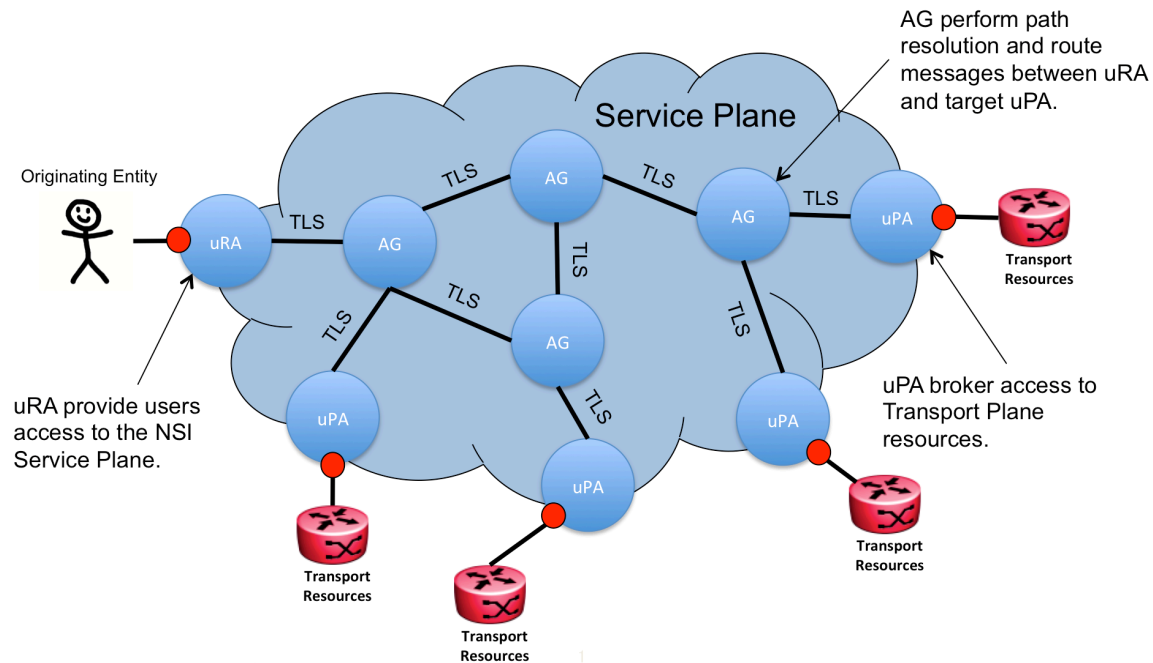 AG perform path
resolution and route
messages between uRA
and target uPA.
Service Plane
Originating Entity
TLS
AG
TLS
TLS
AG
TLS
uPA
uRA
TLS
AG
Transport
Resources
TLS
TLS
TLS
TLS
AG
uRA provide users
access to the NSI
Service Plane.
uPA
TLS
uPA
uPA broker access to
Transport Plane
resources.
uPA
Transport
Resources
Transport
Resources
Transport
Resources